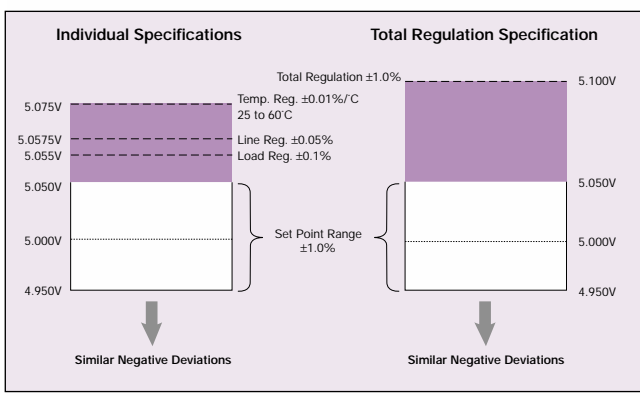 Individual Specifications
Total Regulation Specification
Total Regulation ±1.0%
5.100V
Temp. Reg. ±0.01%/°C
25 to 60°C
5.075V
5.0575V
Line Reg. ±0.05%
5.055V
Load Reg. ±0.1%
5.050V
5.050V
Set Point Range
±1.0%
5.000V
5.000V
4.950V
4.950V
Similar Negative Deviations
Similar Negative Deviations